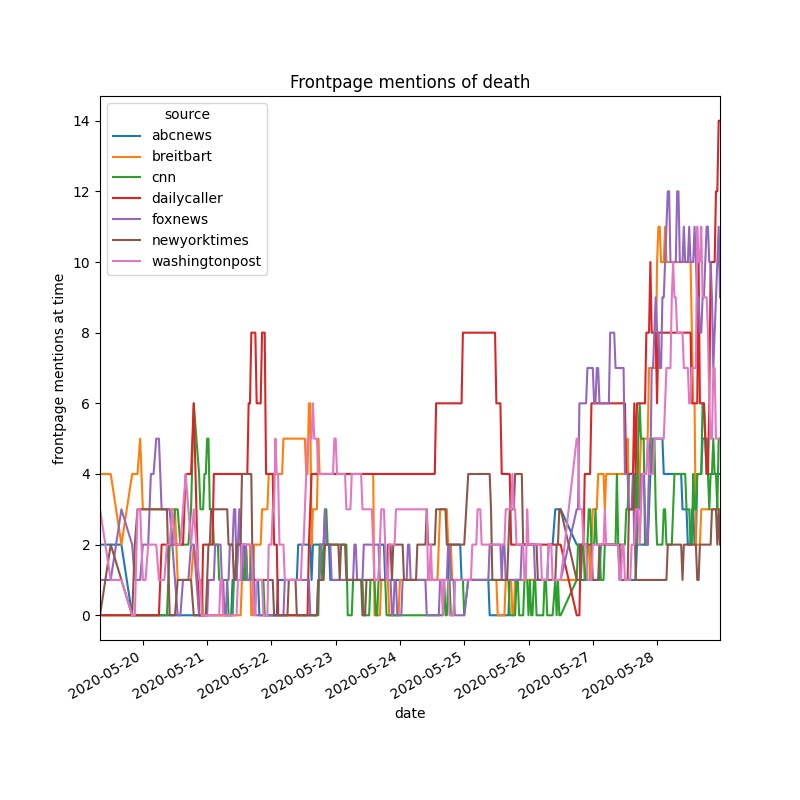 Frontpage mentions of death
source
abcnews
breitbart
cnn
dailycaller
foxnews
newyorktimes
washingtonpost
14
12
10
8
6
4
2
0
frontpage mentions at time
2020-05-20
2020-05-21
2020-05-22
2020-05-23
2020-05-24
2020-05-25
2020-05-26
2020-05-27
2020-05-28
date